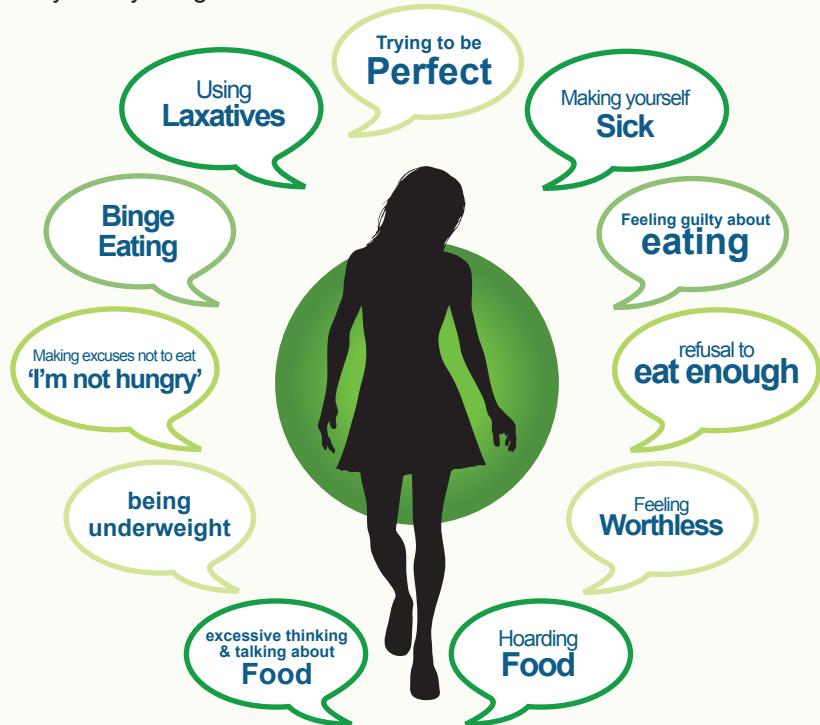 Trying to be
Perfect
Using
Laxatives
Making yourself
Sick
Binge
Eating
Feeling guilty about
eating
Making excuses not to eat
‘I’m not hungry’
refusal to
eat enough
being
underweight
Feeling
Worthless
excessive thinking
& talking about
Food
Hoarding
Food